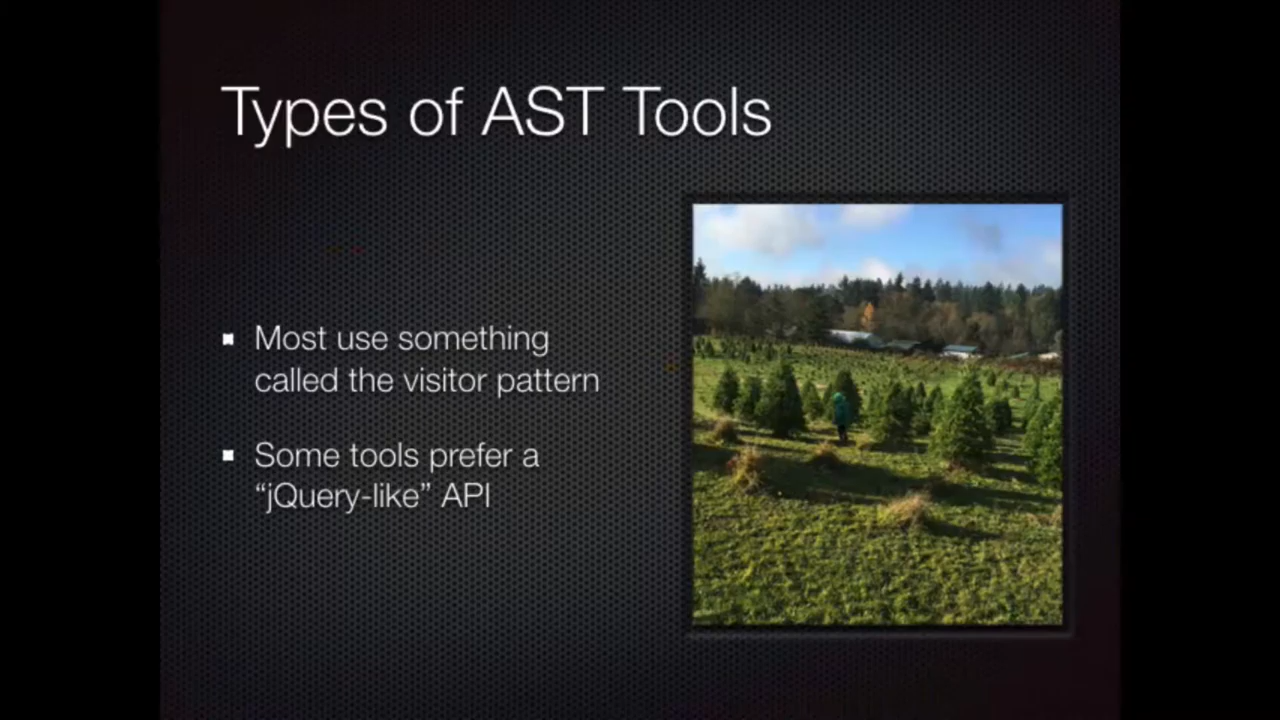 Types of AST Tools
Most use something
called the visitor pattern
Some tools prefer a
“jQuery-like” API